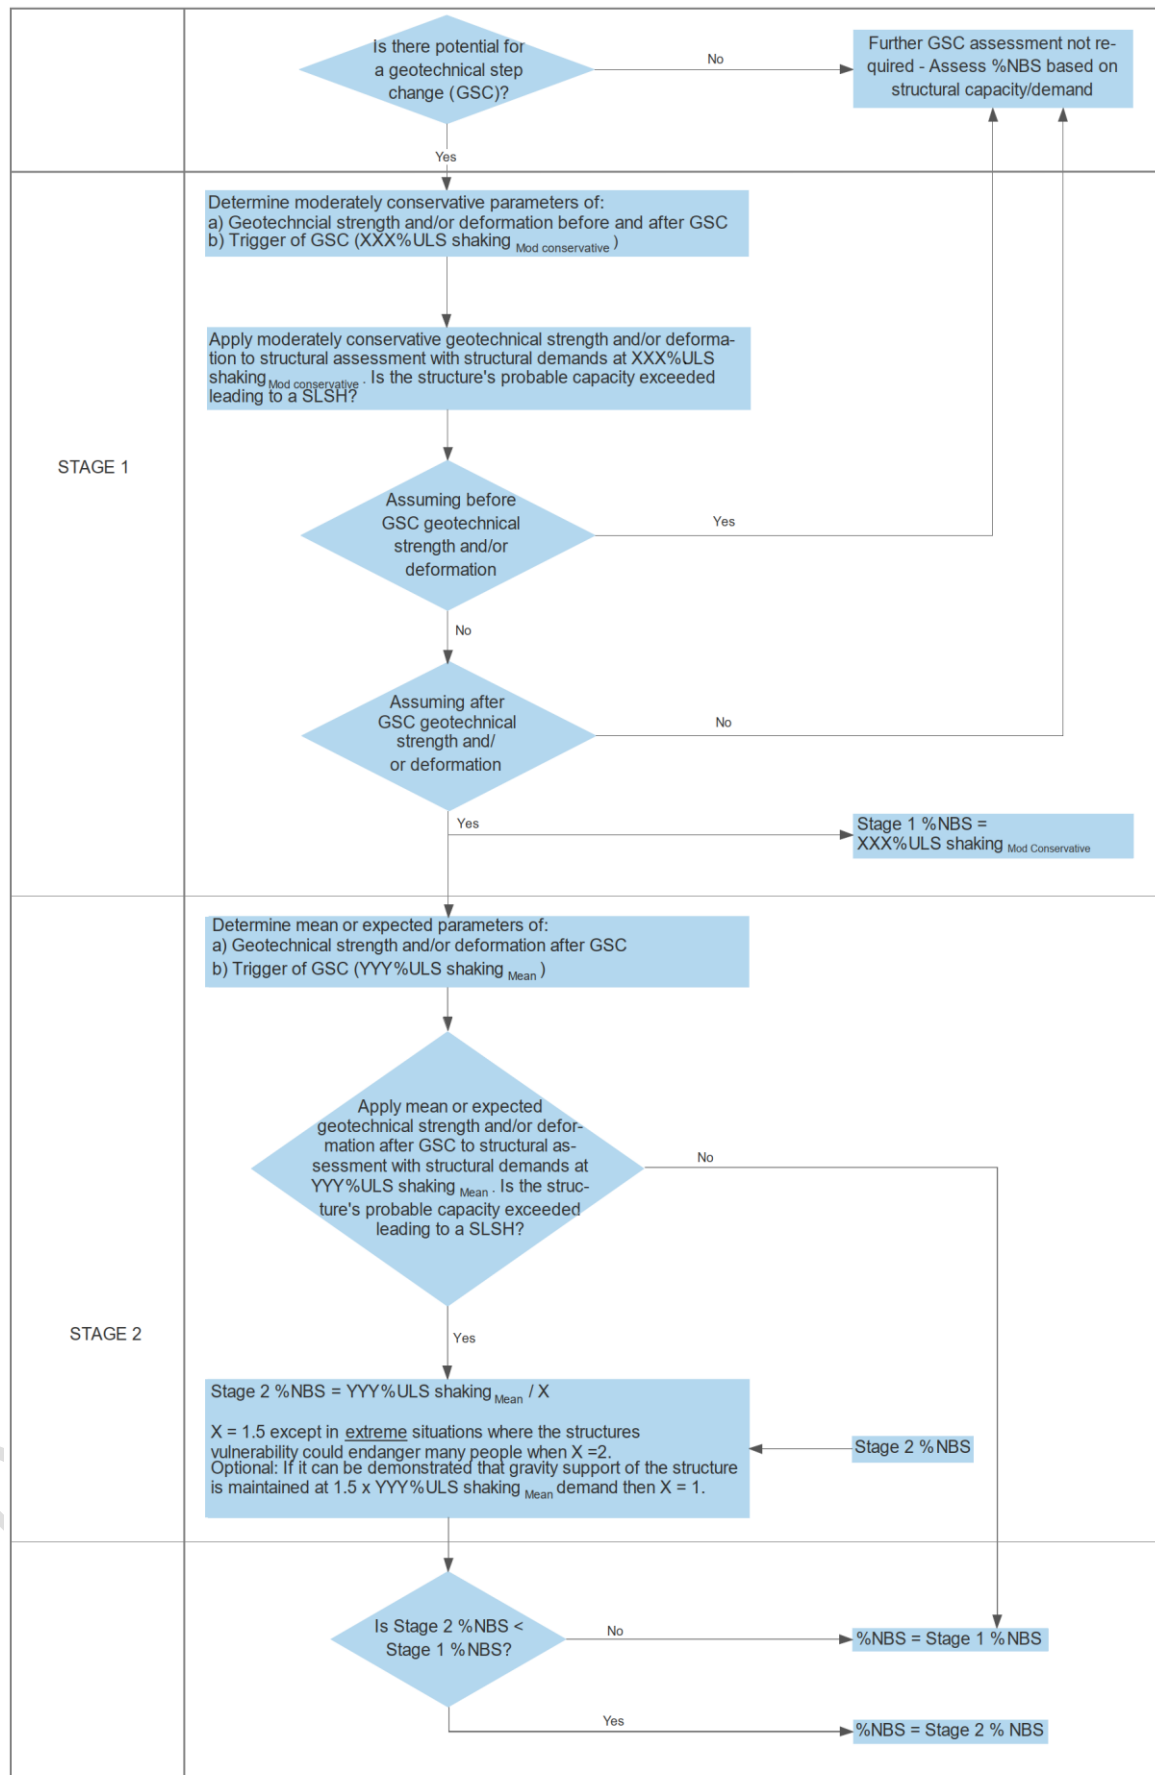 Is there potential for
a geotechnical step
change (GSC)?
No
Further GSC assessment not re-
quired - Assess %NBS based on
structural capacity/demand
Yes
STAGE 1
Determine moderately conservative parameters of:
a) Geotechncial strength and/or deformation before and after GSC
b) Trigger of GSC (XXX%ULS shaking Mod conservative )
Apply moderately conservative geotechnical strength and/or deforma-
tion to structural assessment with structural demands at XXX%ULS
shaking Mod conservative . Is the structure's probable capacity exceeded
leading to a SLSH?
Assuming before
GSC geotechnical
strength and/or
deformation
Yes
No
Assuming after
GSC geotechnical
strength and/
or deformation
No
Yes
Stage 1 %NBS =
XXX%ULS shaking Mod Conservative
STAGE 2
Determine mean or expected parameters of:
a) Geotechnical strength and/or deformation after GSC
b) Trigger of GSC (YYY%ULS shaking Mean )
Apply mean or expected
geotechnical strength and/or defor-
mation after GSC to structural as-
sessment with structural demands at
YYY%ULS shaking Mean . Is the struc-
ture's probable capacity exceeded
leading to a SLSH?
No
Yes
Stage 2 %NBS = YYY%ULS shaking Mean / X
X = 1.5 except in extreme situations where the structures
vulnerability could endanger many people when X =2.
Optional: If it can be demonstrated that gravity support of the structure
is maintained at 1.5 x YYY%ULS shaking Mean demand then X = 1.
Stage 2 %NBS
Is Stage 2 %NBS <
Stage 1 %NBS?
No
%NBS = Stage 1 %NBS
Yes
%NBS = Stage 2 % NBS